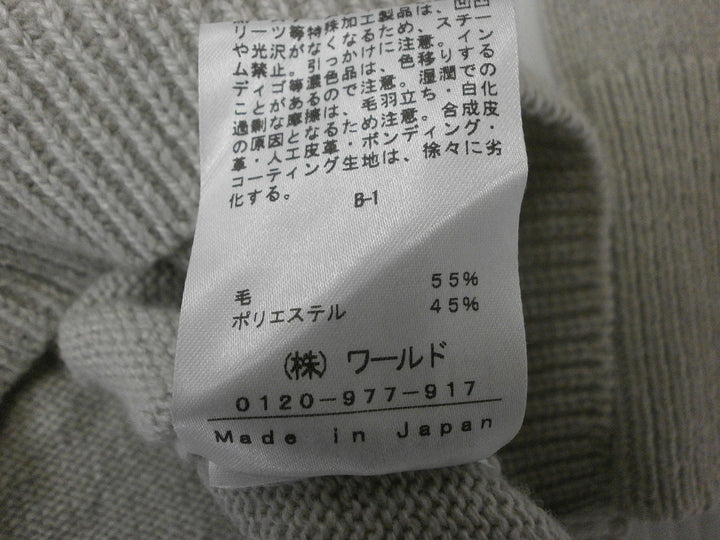 リーツ等特殊加工製品は、凹凸
や光沢がなくなるため、スチー
ム禁止。引っかけに注意。イン
ディゴ等濃色品は、色移りする
ことがあるので注意。湿潤での
過剰な摩擦は、毛羽立ち・白化
の原因となるため注意。合成皮
革・人工皮革・ボンディング・
コーティング生地は、徐々に劣
化する。
B-1
毛 55%
ポリエステル 45%
(株) ワールド
0120-977-917
Made in Japan